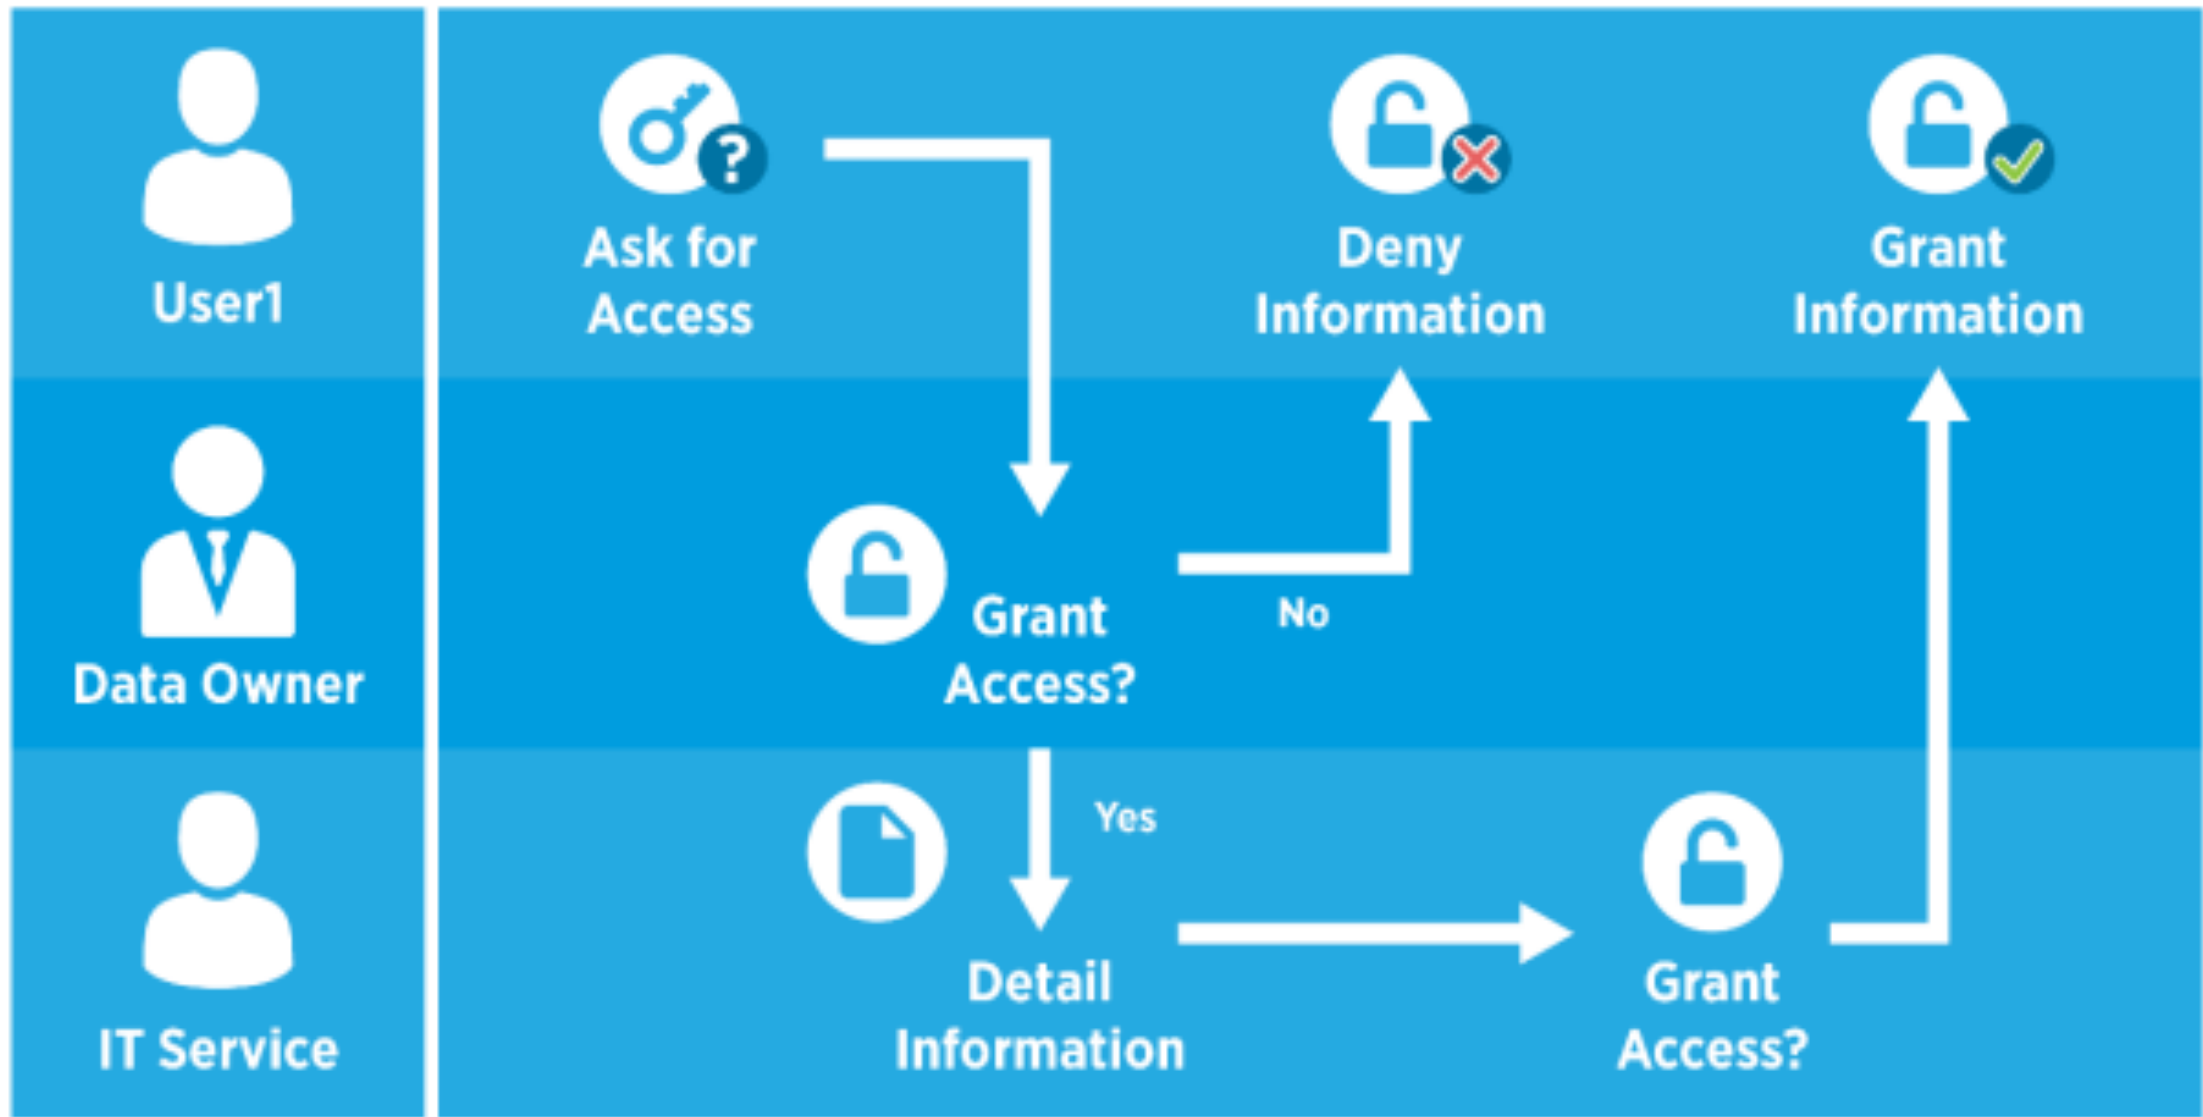 User1
Ask for
Access
?
Deny
Information
Grant
Information
Data Owner
Grant
Access?
No
Yes
IT Service
Detail
Information
Grant
Access?